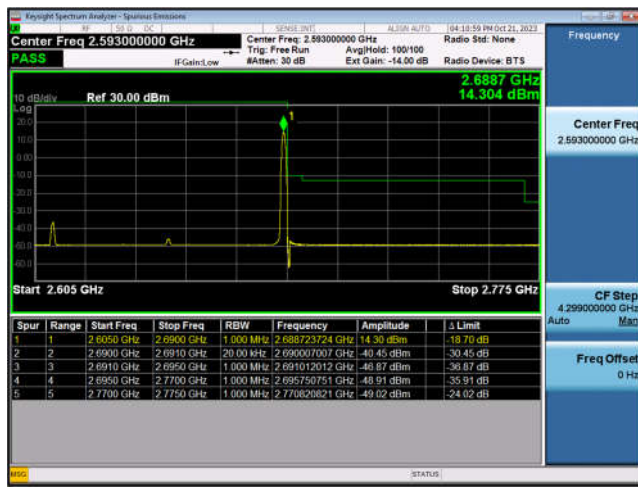 Keysight Spectrum Analyzer - Spurious Emissions
RF 50 Ω DC SENSE:INT ALIGN AUTO 04:10:59 PM Oct 21, 2023
Center Freq 2.593000000 GHz
PASS
IFGain:Low
Center Freq: 2.593000000 GHz
Trig: Free Run Avg|Hold: 100/100
#Atten: 30 dB Ext Gain: -14.00 dB
Radio Std: None
Radio Device: BTS
2.6887 GHz
14.304 dBm
10 dB/div Ref 30.00 dBm
Log
20.0
10.0
0.00
-10.0
-20.0
-30.0
-40.0
-50.0
-60.0
1
Start 2.605 GHz Stop 2.775 GHz
Spur Range Start Freq Stop Freq RBW Frequency Amplitude Δ Limit
1 1 2.6050 GHz 2.6900 GHz 1.000 MHz 2.688723724 GHz 14.30 dBm -18.70 dB
2 2 2.6900 GHz 2.6910 GHz 20.00 kHz 2.690007007 GHz -40.45 dBm -30.45 dB
3 3 2.6910 GHz 2.6950 GHz 1.000 MHz 2.691012012 GHz -46.87 dBm -36.87 dB
4 4 2.6950 GHz 2.7700 GHz 1.000 MHz 2.695750751 GHz -48.91 dBm -35.91 dB
5 5 2.7700 GHz 2.7750 GHz 1.000 MHz 2.770820821 GHz -49.02 dBm -24.02 dB
MSG STATUS
Frequency
Center Freq
2.593000000 GHz
CF Step
4.299000000 GHz
Auto Man
Freq Offset
0 Hz